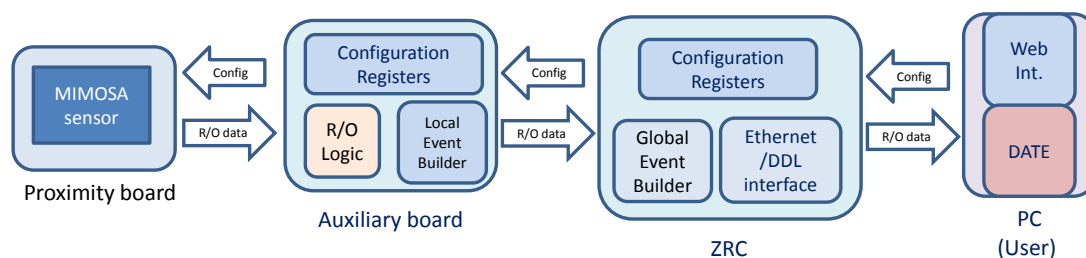 MIMOSA
sensor
Proximity board
Config
R/O data
Configuration
Registers
R/O
Logic
Local
Event
Builder
Auxiliary board
Config
R/O data
Configuration
Registers
Global
Event
Builder
Ethernet
/DDL
interface
ZRC
Config
R/O data
Web
Int.
DATE
PC
(User)